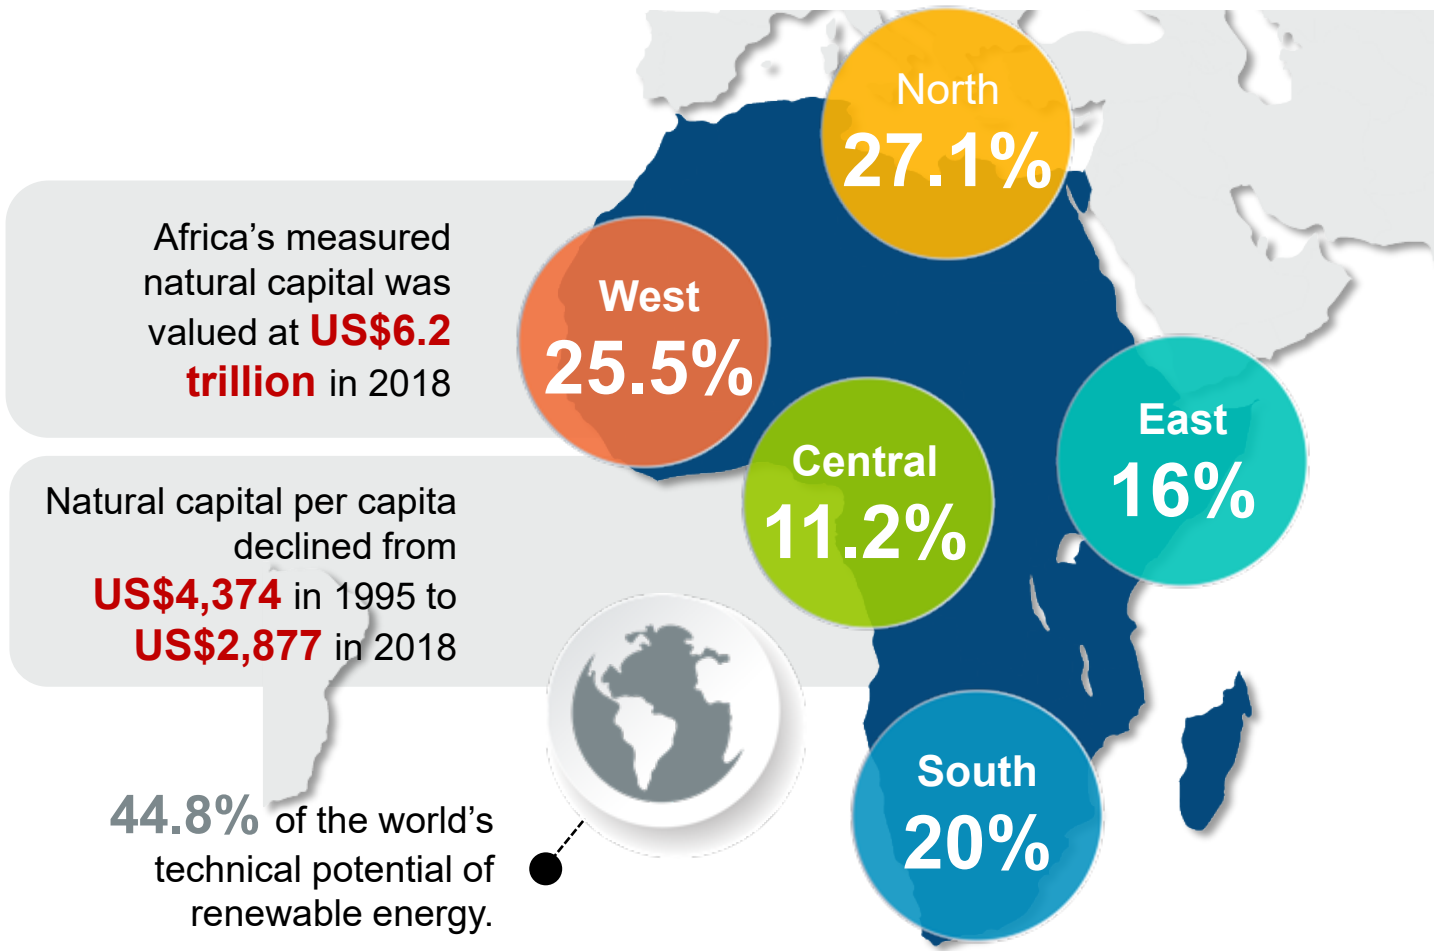 North
27.1%
Africa’s measured
natural capital was
valued at US$6.2
trillion in 2018
West
25.5%
East
16%
Central
11.2%
Natural capital per capita
declined from
US$4,374 in 1995 to
US$2,877 in 2018
South
20%
44.8% of the world’s
technical potential of
renewable energy.